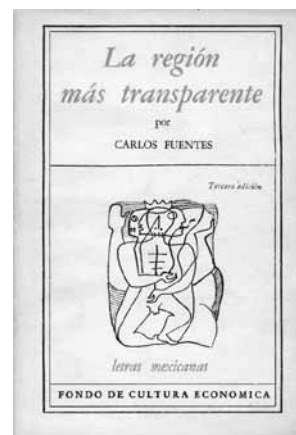 La región
más transparente
por
CARLOS FUENTES
Tercera edición
letras mexicanas
FONDO DE CULTURA ECONOMICA